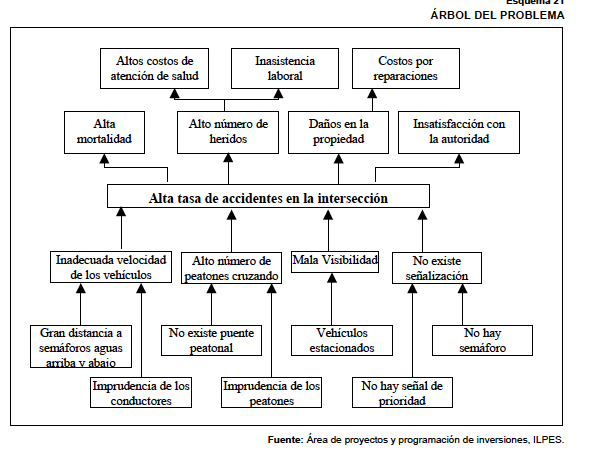 Esquema 21
ÁRBOL DEL PROBLEMA
Altos costos de
atención de salud
Inasistencia
laboral
Costos por
reparaciones
Alta
mortalidad
Alto número de
heridos
Daños en la
propiedad
Insatisfacción con
la autoridad
Alta tasa de accidentes en la intersección
Inadecuada velocidad
de los vehículos
Alto número de
peatones cruzando
Mala Visibilidad
No existe
señalización
Gran distancia a
semáforos aguas
arriba y abajo
No existe puente
peatonal
Vehículos
estacionados
No hay
semáforo
Imprudencia de los
conductores
Imprudencia de los
peatones
No hay señal de
prioridad
Fuente: Área de proyectos y programación de inversiones, ILPES.